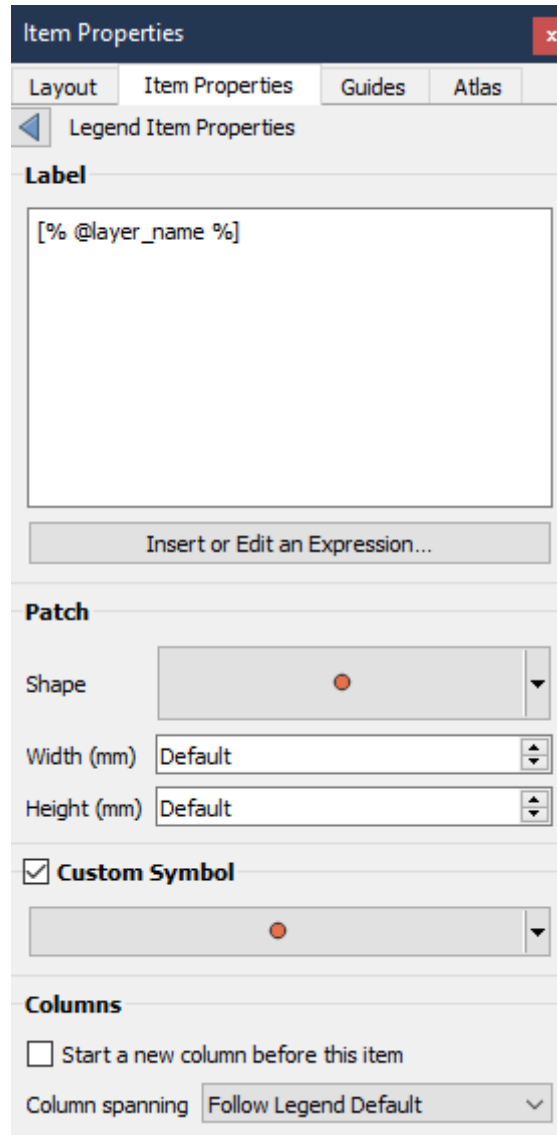 Item Properties
x
Layout Item Properties Guides Atlas
Legend Item Properties
Label
[% @layer_name %]
Insert or Edit an Expression...
Patch
Shape
Width (mm) Default
Height (mm) Default
Custom Symbol
Columns
Start a new column before this item
Column spanning Follow Legend Default